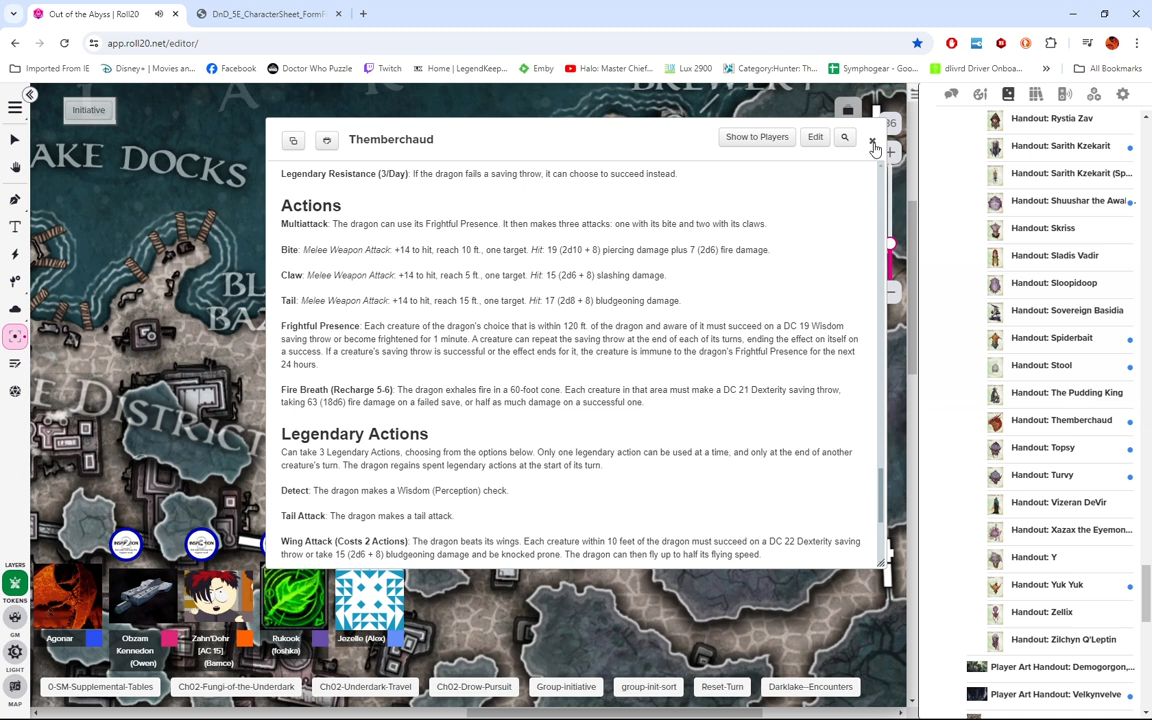 Out of the Abyss | Roll20
DnD_5E_CharacterSheet_FormF
app.roll20.net/editor/
Imported From IE
Disney+ | Movies an...
Facebook
Doctor Who Puzzle
Twitch
Home | LegendKeep...
Emby
Halo: Master Chief...
Lux 2900
Category:Hunter: Th...
Symphogear - Goo...
dlivrd Driver Onboa...
All Bookmarks
Initiative
BREWERY
AKE DOCKS
BL
BAZ
ED
STRICT
Themberchaud
Show to Players
Edit
Legendary Resistance (3/Day): If the dragon fails a saving throw, it can choose to succeed instead.
Actions
Multiattack: The dragon can use its Frightful Presence. It then makes three attacks: one with its bite and two with its claws.
Bite: Melee Weapon Attack: +14 to hit, reach 10 ft., one target. Hit: 19 (2d10 + 8) piercing damage plus 7 (2d6) fire damage.
Claw: Melee Weapon Attack: +14 to hit, reach 5 ft., one target. Hit: 15 (2d6 + 8) slashing damage.
Tail: Melee Weapon Attack: +14 to hit, reach 15 ft., one target. Hit: 17 (2d8 + 8) bludgeoning damage.
Frightful Presence: Each creature of the dragon's choice that is within 120 ft. of the dragon and aware of it must succeed on a DC 19 Wisdom
saving throw or become frightened for 1 minute. A creature can repeat the saving throw at the end of each of its turns, ending the effect on itself on
a success. If a creature's saving throw is successful or the effect ends for it, the creature is immune to the dragon's Frightful Presence for the next
24 hours.
Fire Breath (Recharge 5-6): The dragon exhales fire in a 60-foot cone. Each creature in that area must make a DC 21 Dexterity saving throw,
taking 63 (18d6) fire damage on a failed save, or half as much damage on a successful one.
Legendary Actions
Can take 3 Legendary Actions, choosing from the options below. Only one legendary action can be used at a time, and only at the end of another
creature's turn. The dragon regains spent legendary actions at the start of its turn.
Detect: The dragon makes a Wisdom (Perception) check.
Tail Attack: The dragon makes a tail attack.
Wing Attack (Costs 2 Actions): The dragon beats its wings. Each creature within 10 feet of the dragon must succeed on a DC 22 Dexterity saving
throw or take 15 (2d6 + 8) bludgeoning damage and be knocked prone. The dragon can then fly up to half its flying speed.
Handout: Rystia Zav
Handout: Sarith Kzekarit
Handout: Sarith Kzekarit (Sp...
Handout: Shuushar the Awa...
Handout: Skriss
Handout: Sladis Vadir
Handout: Sloopidoop
Handout: Sovereign Basidia
Handout: Spiderbait
Handout: Stool
Handout: The Pudding King
Handout: Themberchaud
Handout: Topsy
Handout: Turvy
Handout: Vizeran DeVir
Handout: Xazax the Eyemon...
Handout: Y
Handout: Yuk Yuk
Handout: Zellix
Handout: Zilchyn Q'Leptin
Player Art Handout: Demogorgon,...
Player Art Handout: Velkynvelve
LAYERS
TOKENS
GM
LIGHT
MAP
INSPIRATION
INSPIRATION
Agonar
Obzam
Kennedon
(Owen)
Zahn'Dohr
[AC 15]
(Bamco)
Rukook
(foshka)
Jezelle (Alex)
0-SM-Supplemental-Tables
Ch02-Fungi-of-the-Underdark
Ch02-Underdark-Travel
Ch02-Drow-Pursuit
Group-initiative
group-init-sort
Reset-Turn
Darklake--Encounters